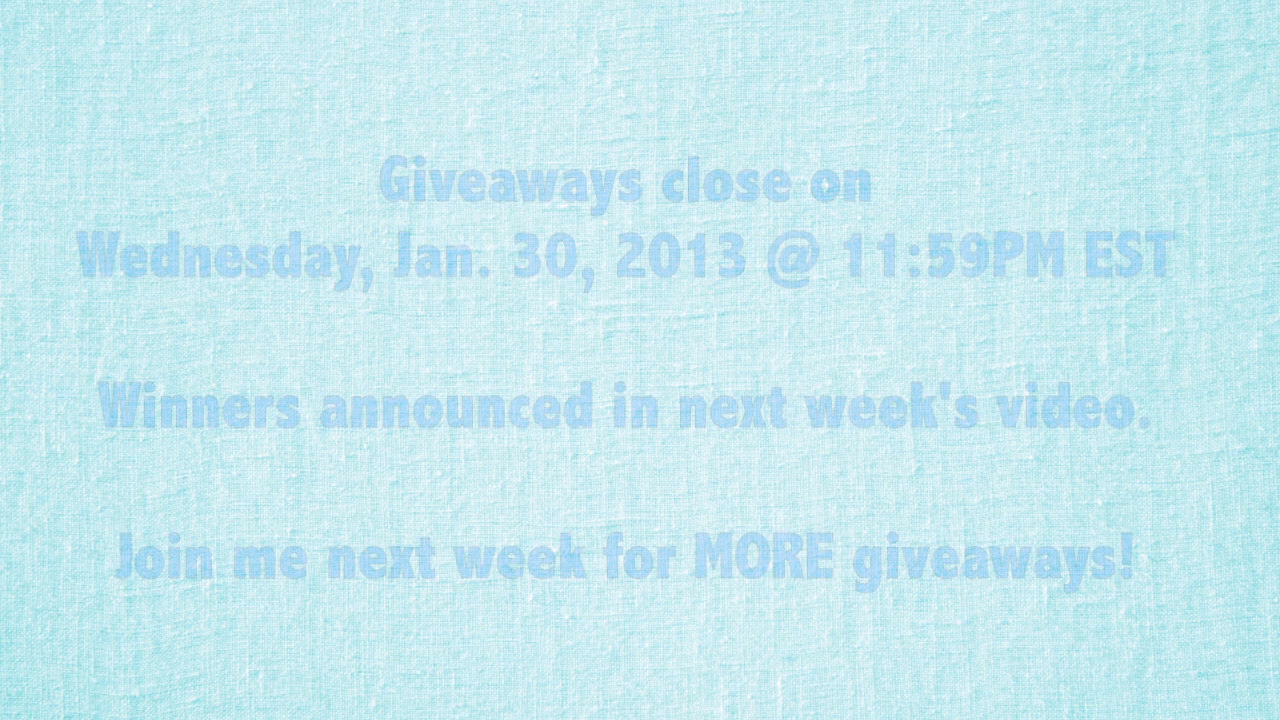 Giveaways close on
Wednesday, Jan. 30, 2013 @ 11:59PM EST
Winners announced in next week's video.
Join me next week for MORE giveaways!